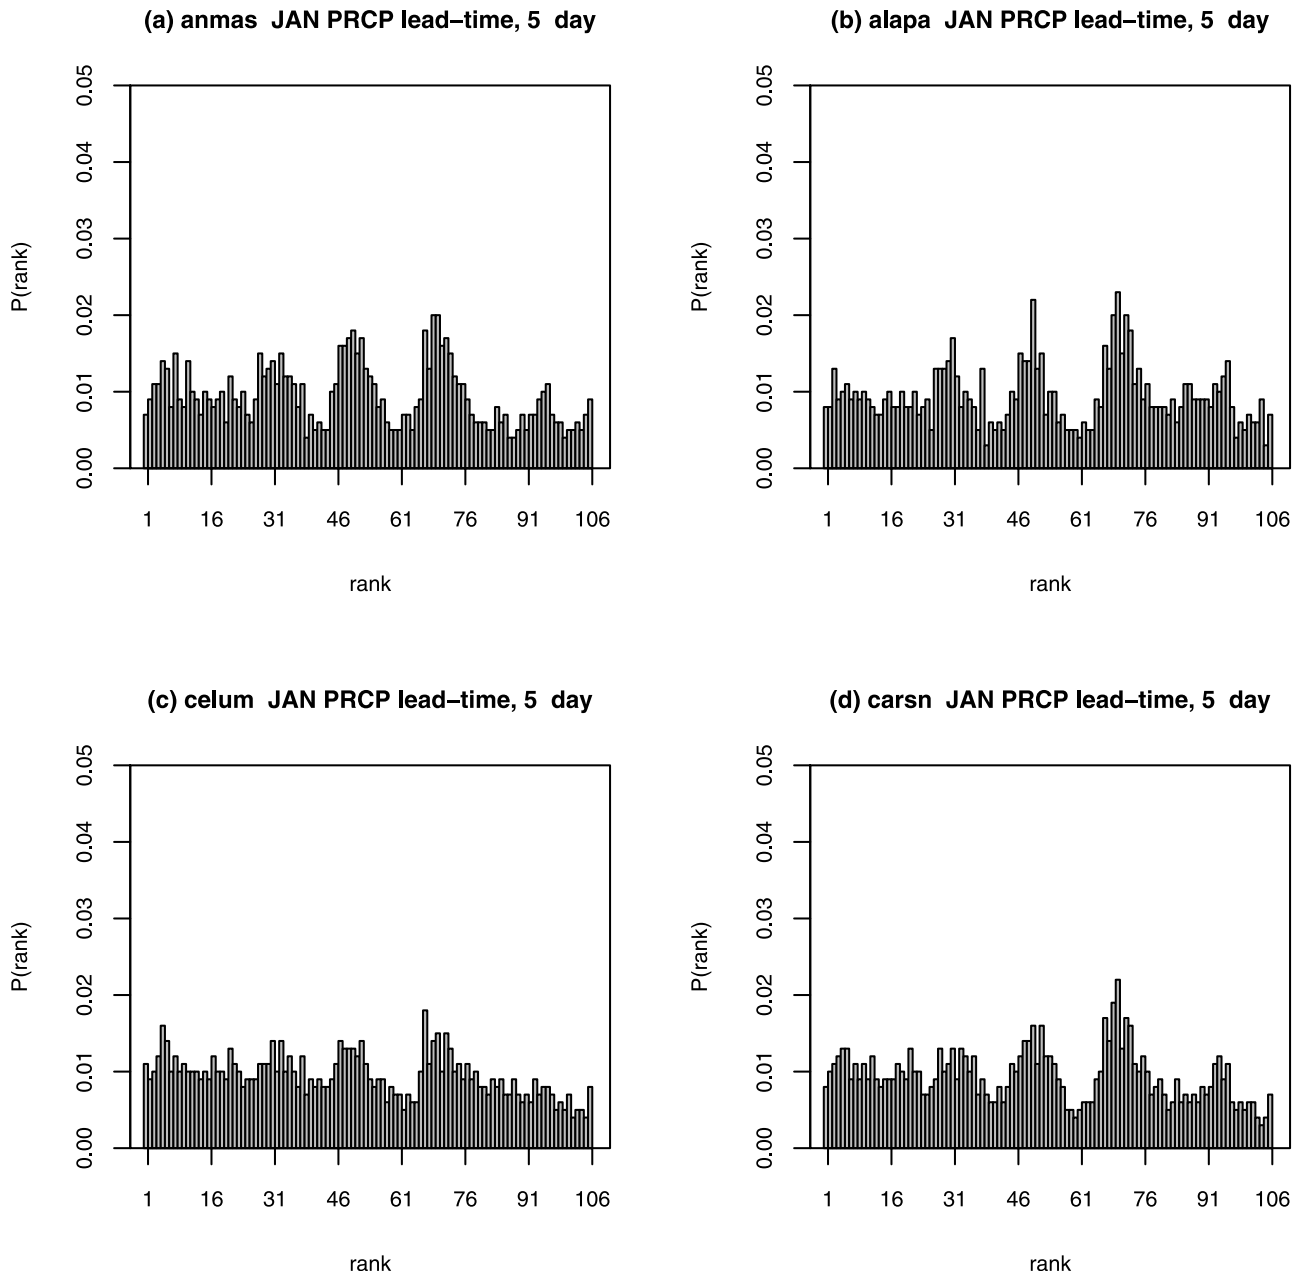 (a) anmas  JAN PRCP lead−time, 5  day
P(rank)
0.05
0.04
0.03
0.02
0.01
0.00
1 16 31 46 61 76 91 106
rank
(b) alapa  JAN PRCP lead−time, 5  day
P(rank)
0.05
0.04
0.03
0.02
0.01
0.00
1 16 31 46 61 76 91 106
rank
(c) celum  JAN PRCP lead−time, 5  day
P(rank)
0.05
0.04
0.03
0.02
0.01
0.00
1 16 31 46 61 76 91 106
rank
(d) carsn  JAN PRCP lead−time, 5  day
P(rank)
0.05
0.04
0.03
0.02
0.01
0.00
1 16 31 46 61 76 91 106
rank